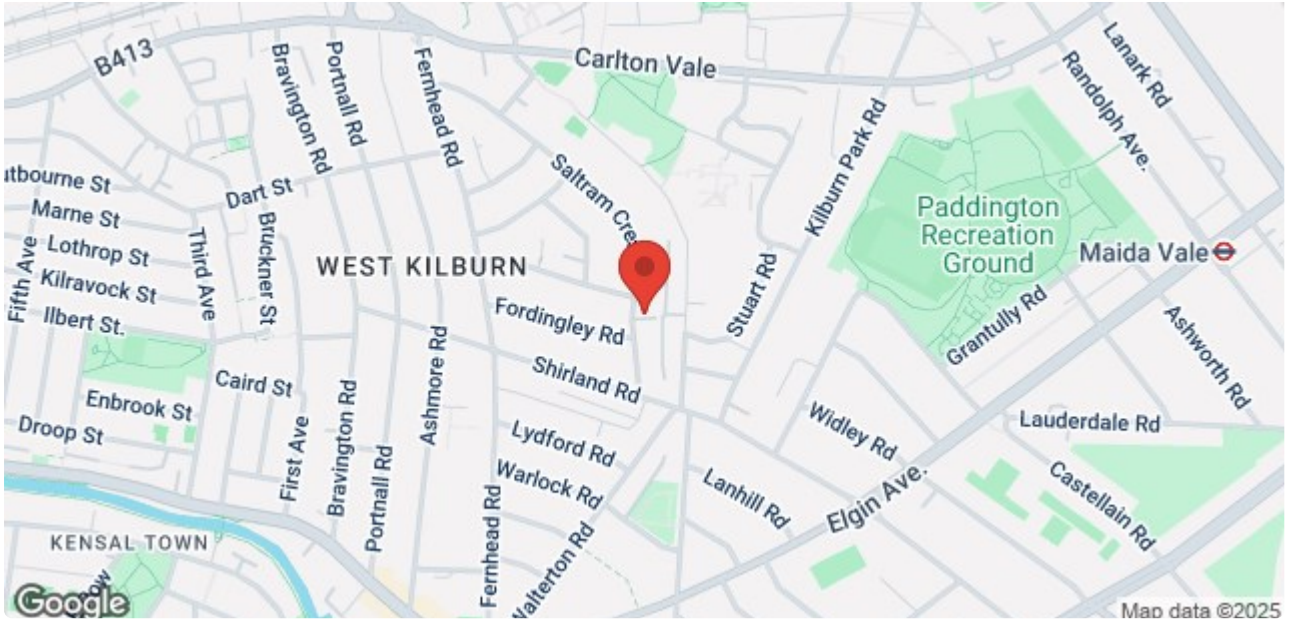 B413
Bravington Rd
Portnall Rd
Fernhead Rd
Carlton Vale
Lanark Rd
Randolph Ave.
Kilburn Park Rd
Saltram Cres
Dart St
Marne St
Lothrop St
Kilravock St
Ilbert St.
Fifth Ave
Third Ave
Bruckner St
WEST KILBURN
Paddington
Recreation
Ground
Maida Vale
Stuart Rd
Grantully Rd
Ashworth Rd
Fordingley Rd
Shirland Rd
Ashmore Rd
Caird St
Enbrook St
Droop St
First Ave
Bravington Rd
Portnall Rd
Fernhead Rd
Lydford Rd
Warlock Rd
Walterton Rd
Widley Rd
Lauderdale Rd
Lanhill Rd
Elgin Ave.
Castellain Rd
KENSAL TOWN
Google
Map data ©2025